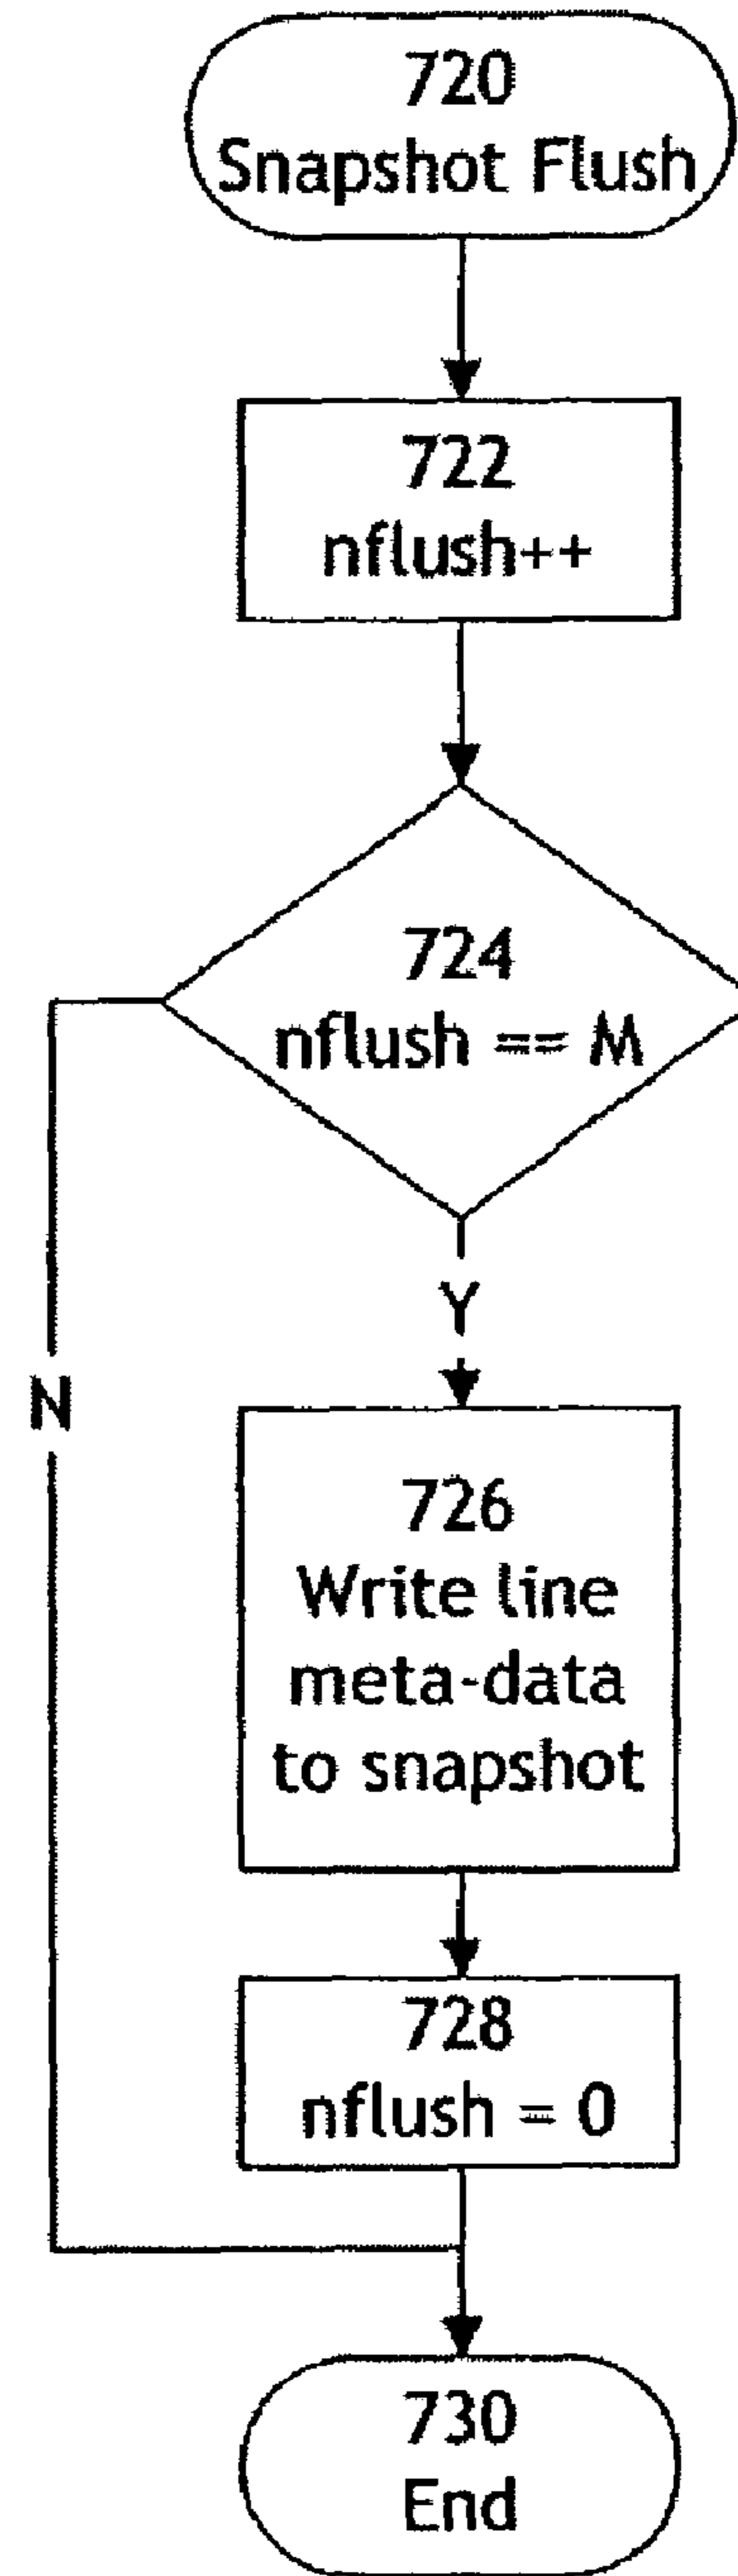 720
Snapshot Flush
722
nflush++
724
nflush == M
Y
N
726
Write line
meta-data
to snapshot
728
nflush = 0
730
End